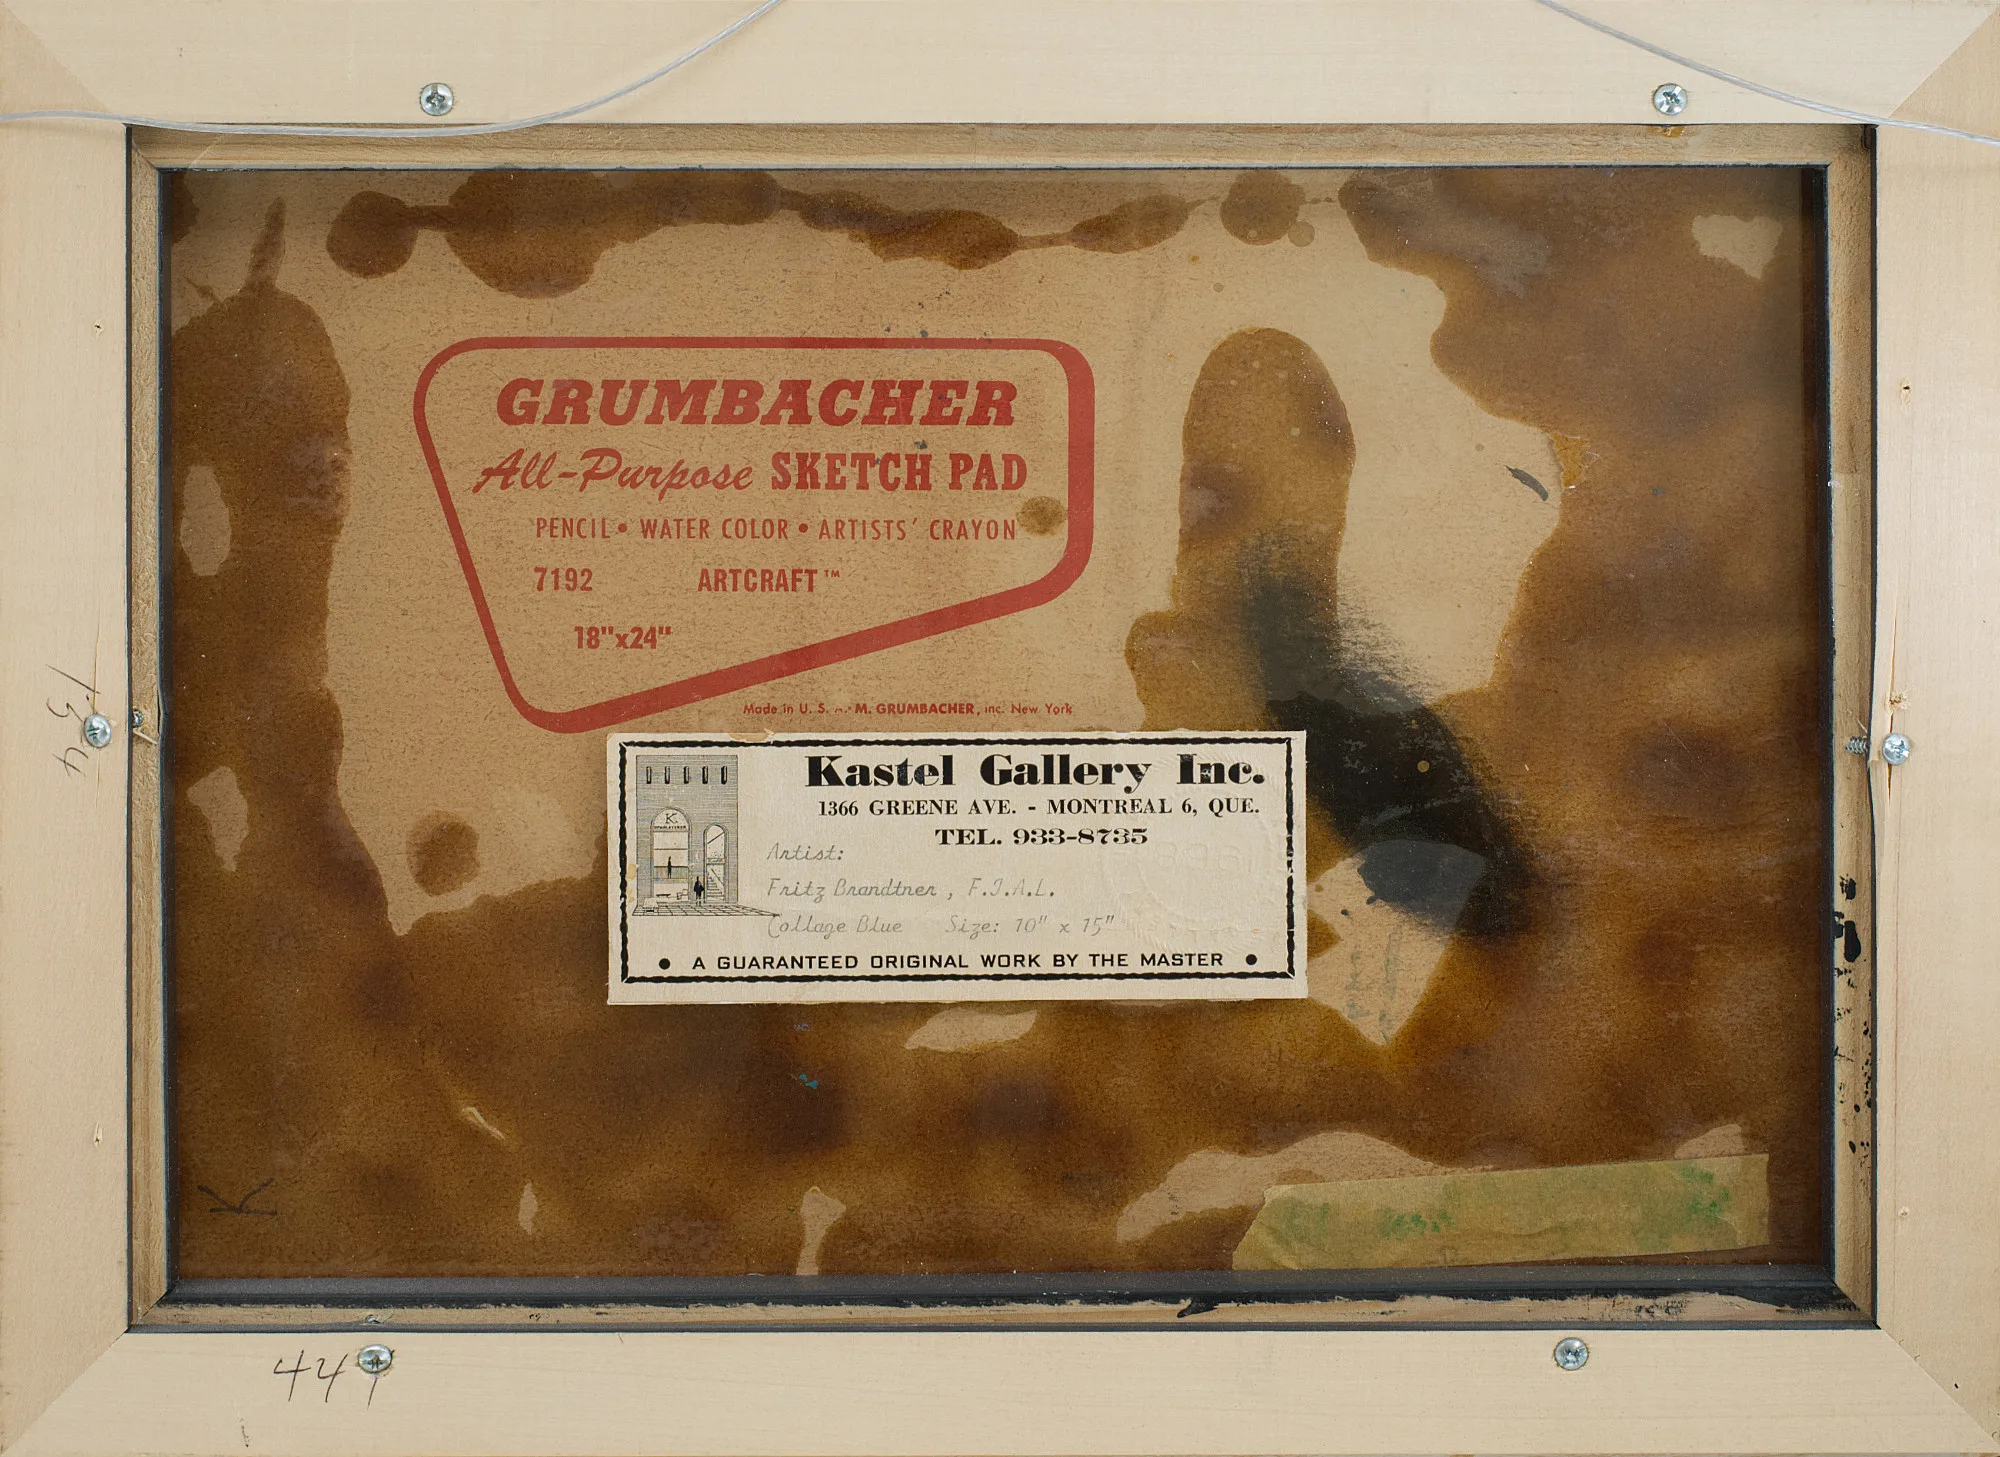 GRUMBACHER
All-Purpose SKETCH PAD
PENCIL • WATER COLOR • ARTISTS' CRAYON
7192 ARTCRAFT™
18"x24"
Made in U. S. A. M. GRUMBACHER, inc. New York
Kastel Gallery Inc.
1366 GREENE AVE. - MONTREAL 6, QUE.
TEL. 933-8735
K
Artist:
Fritz Brandtner, F.I.A.L.
Collage Blue Size: 10" x 15"
• A GUARANTEED ORIGINAL WORK BY THE MASTER •
K